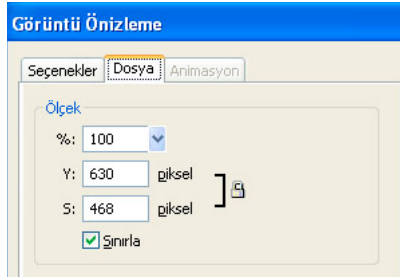 Görüntü Önizleme
Seçenekler Dosya Animasyon
Ölçek
%: 100
Y: 630 piksel
S: 468 piksel
Sınırla